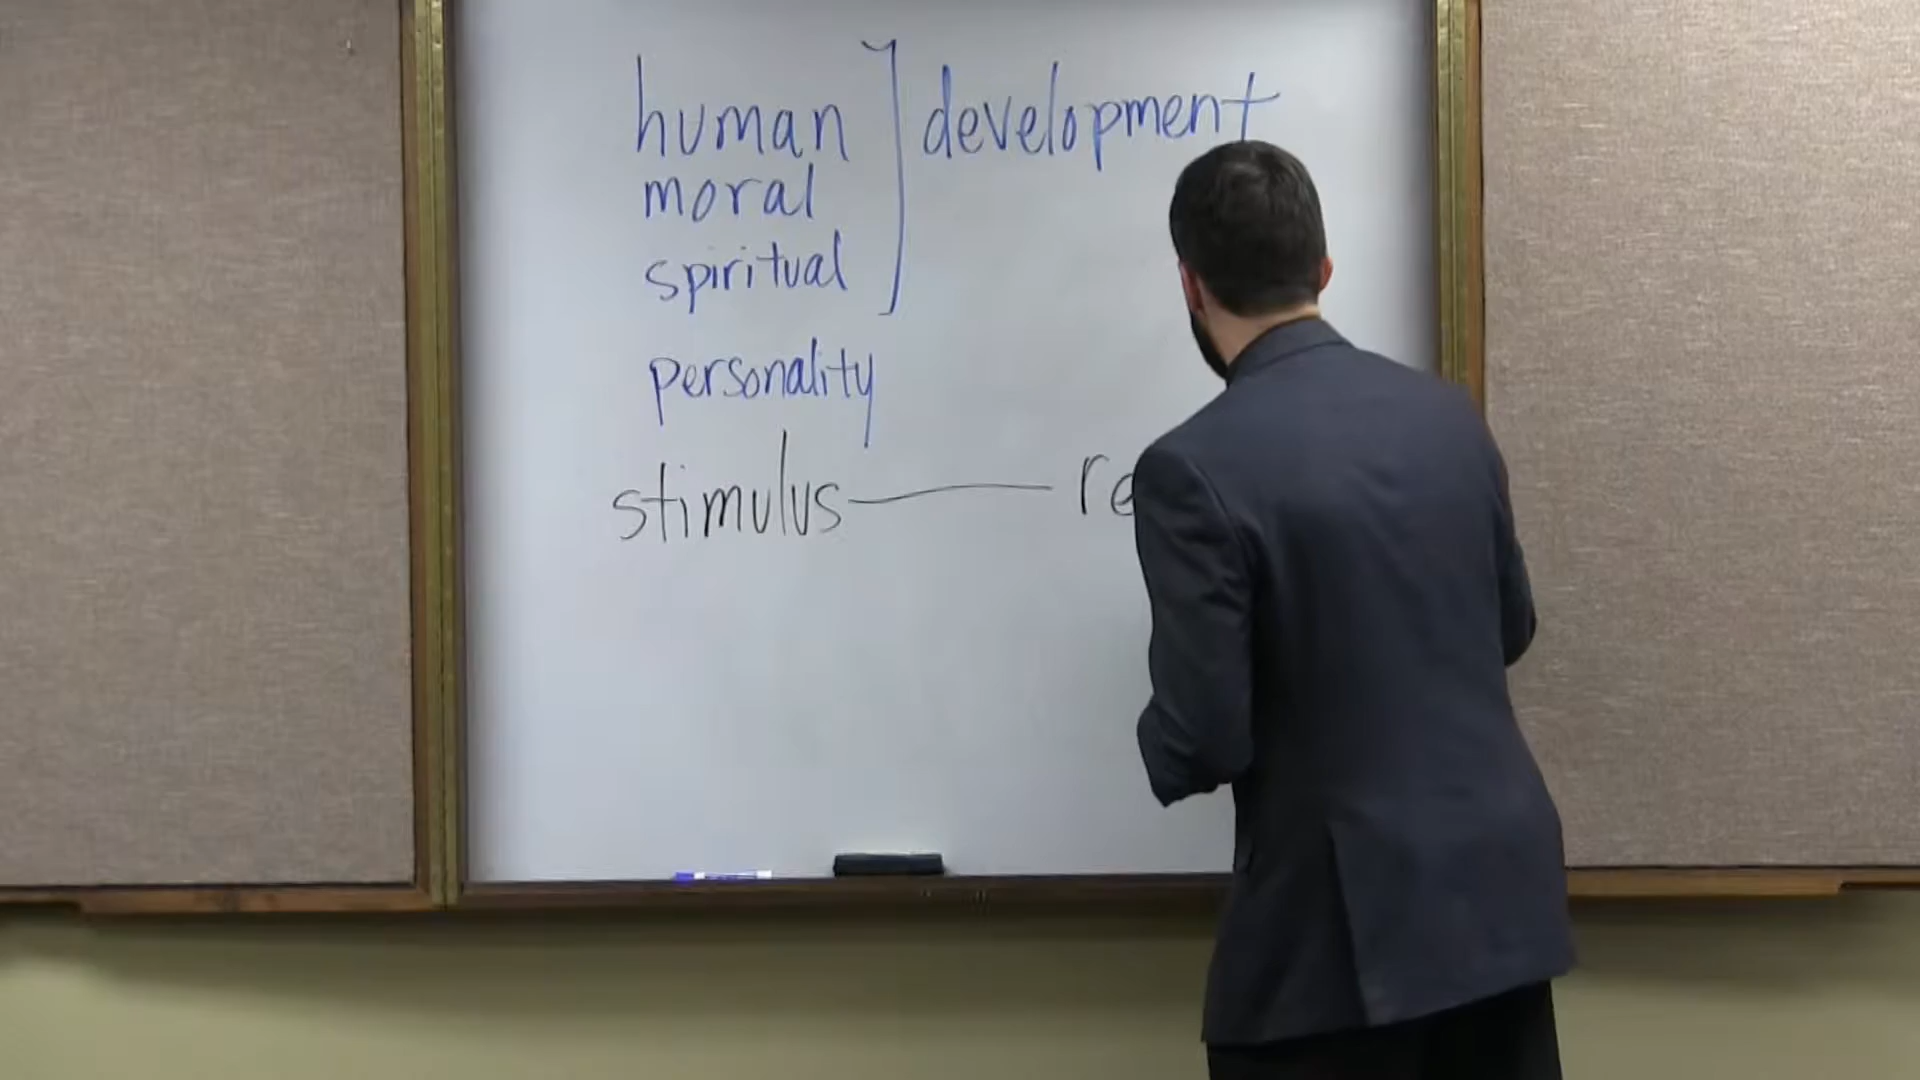 human ] development
moral
spiritual
personality
stimulus —— re